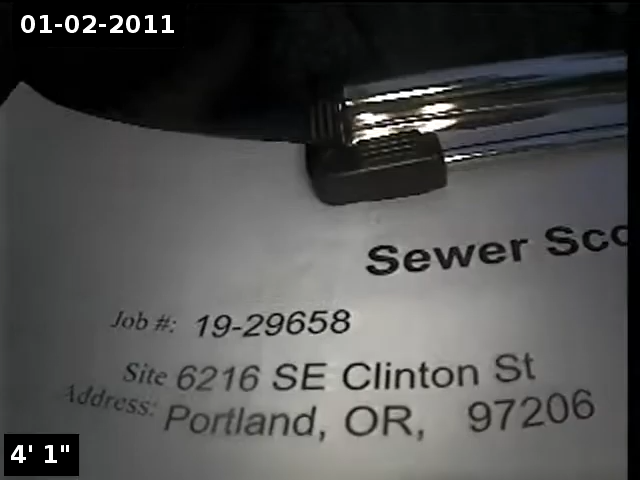 01-02-2011
Sewer Sco
Job #: 19-29658
Site 6216 SE Clinton St
Address: Portland, OR, 97206
4' 1"